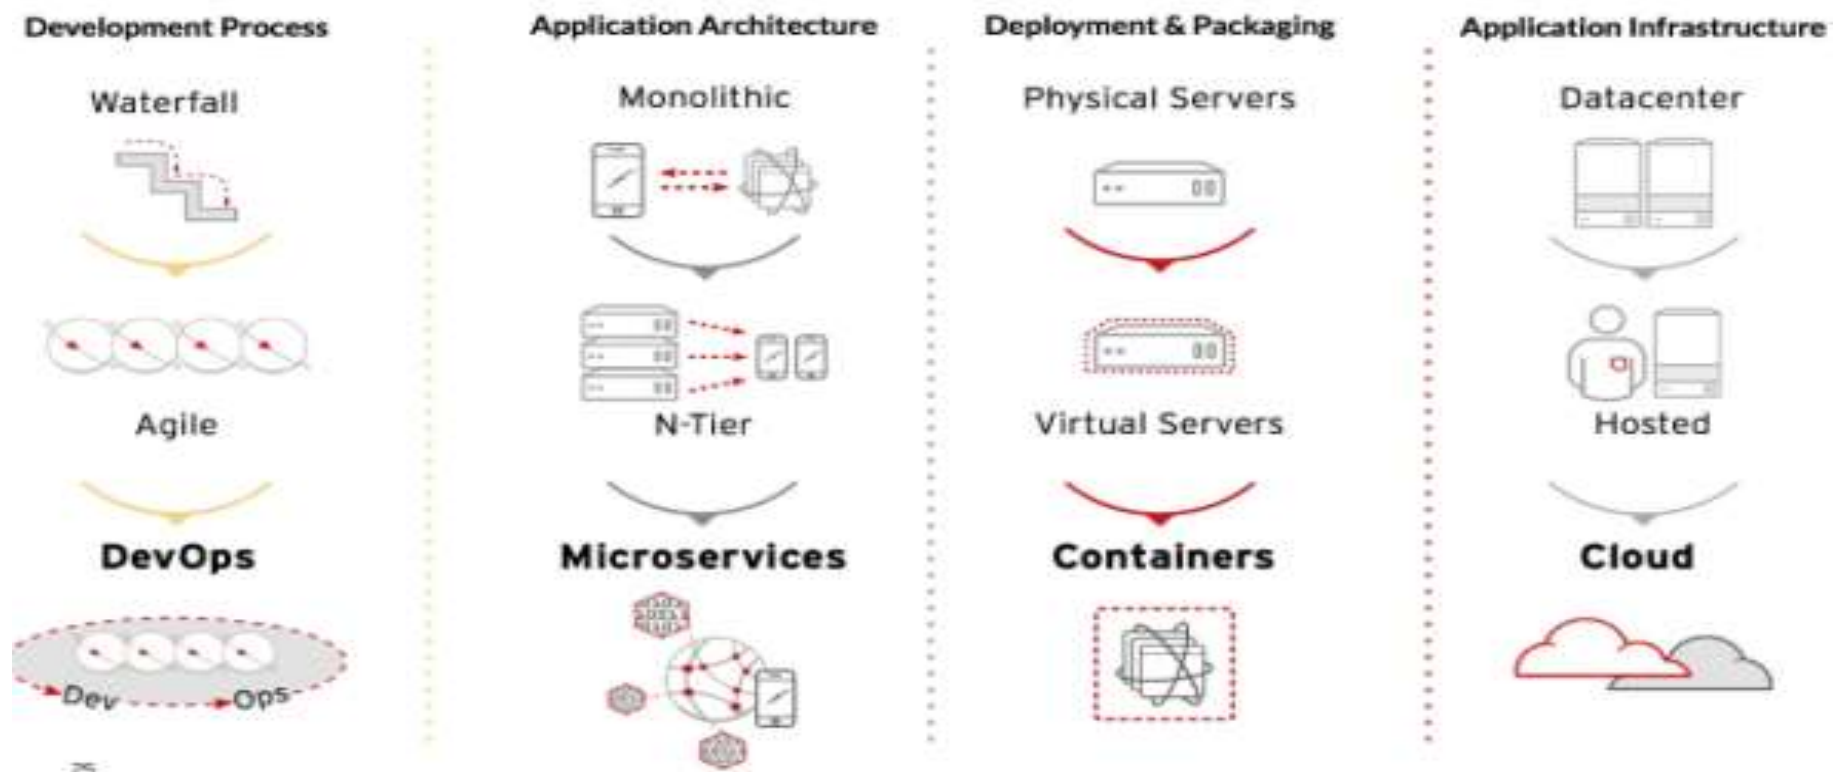 Development Process
Application Architecture
Deployment & Packaging
Application Infrastructure
Waterfall
Monolithic
Physical Servers
Datacenter
Agile
N-Tier
Virtual Servers
Hosted
DevOps
Microservices
Containers
Cloud
Dev
Ops